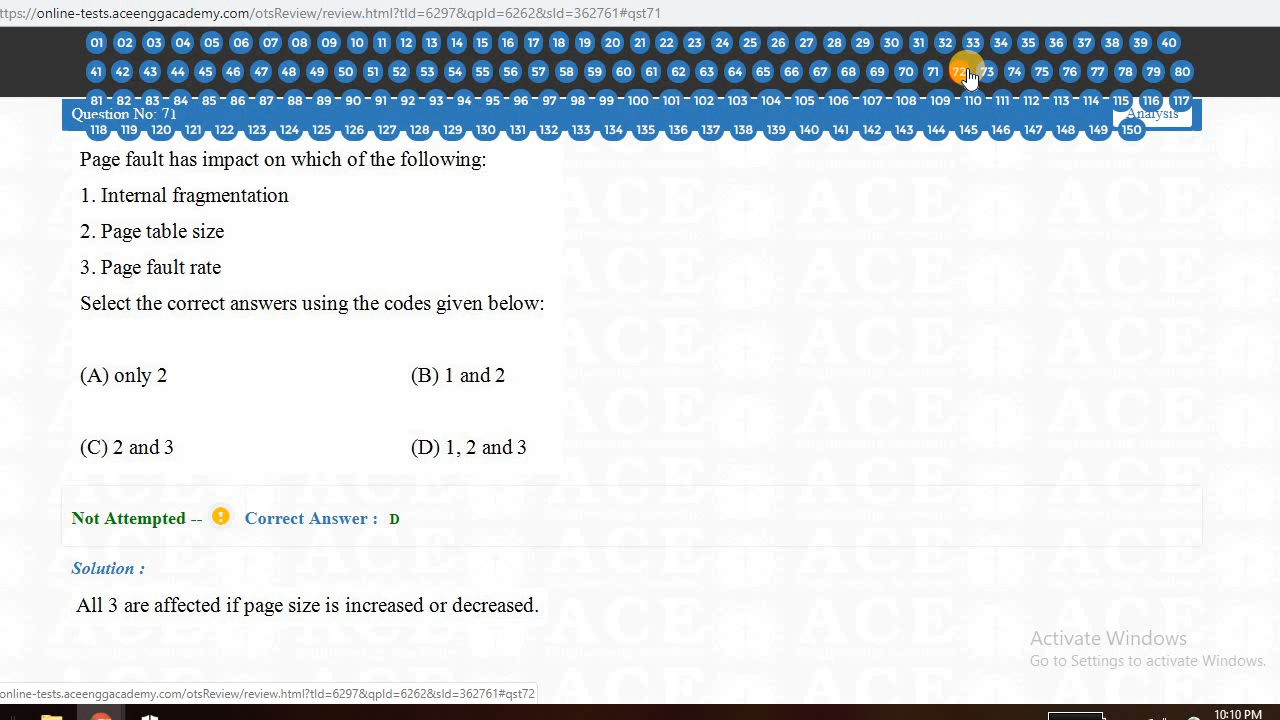 ttps://online-tests.aceenggacademy.com/otsReview/review.html?tId=6297&qpId=6262&sId=362761#qst71
01 02 03 04 05 06 07 08 09 10 11 12 13 14 15 16 17 18 19 20 21 22 23 24 25 26 27 28 29 30 31 32 33 34 35 36 37 38 39 40
41 42 43 44 45 46 47 48 49 50 51 52 53 54 55 56 57 58 59 60 61 62 63 64 65 66 67 68 69 70 71 72 73 74 75 76 77 78 79 80
81 82 83 84 85 86 87 88 89 90 91 92 93 94 95 96 97 98 99 100 101 102 103 104 105 106 107 108 109 110 111 112 113 114 115 116 117
Question No: 71 Analysis
118 119 120 121 122 123 124 125 126 127 128 129 130 131 132 133 134 135 136 137 138 139 140 141 142 143 144 145 146 147 148 149 150
Page fault has impact on which of the following:
1. Internal fragmentation
2. Page table size
3. Page fault rate
Select the correct answers using the codes given below:
(A) only 2 (B) 1 and 2
(C) 2 and 3 (D) 1, 2 and 3
Not Attempted -- Correct Answer : D
Solution :
All 3 are affected if page size is increased or decreased.
Activate Windows
Go to Settings to activate Windows.
online-tests.aceenggacademy.com/otsReview/review.html?tId=6297&qpId=6262&sId=362761#qst72
10:10 PM